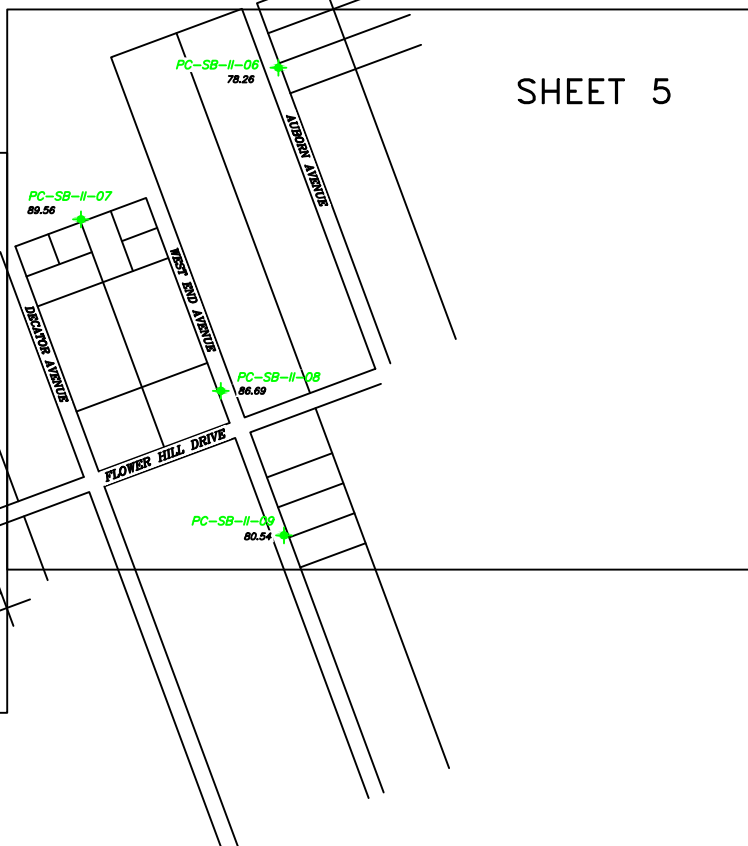 PC-SB-II-06
78.26
SHEET 5
AUBORN AVENUE
PC-SB-II-07
89.56
WEST END AVENUE
DECATOR AVENUE
PC-SB-II-08
86.69
FLOWER HILL DRIVE
PC-SB-II-09
80.54